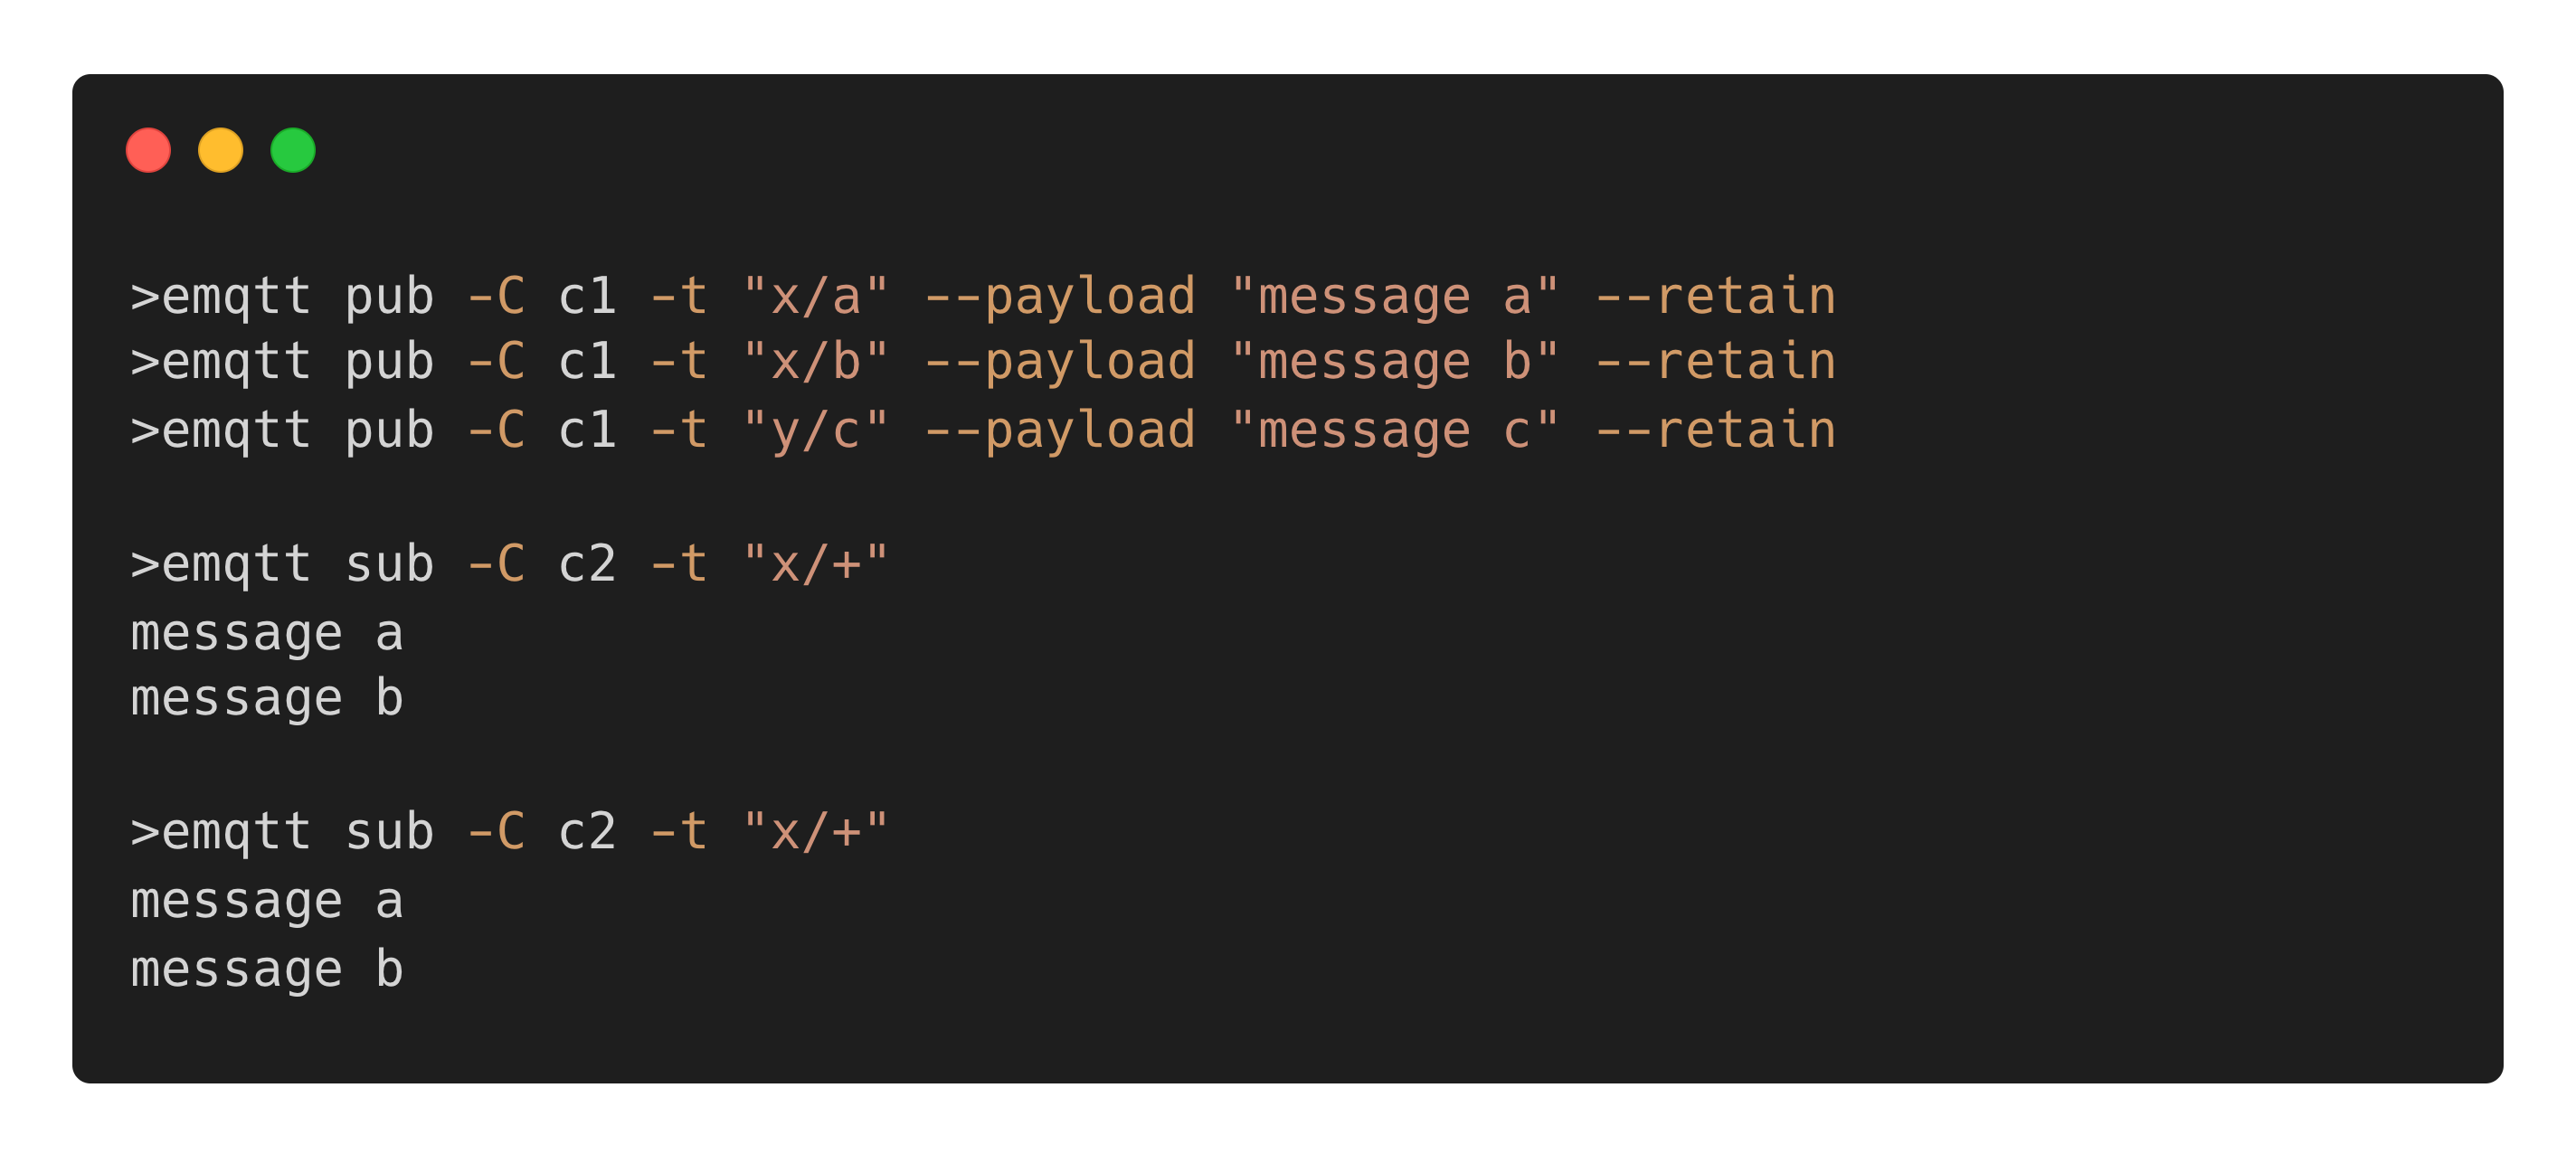 >emqtt pub -C c1 -t "x/a" --payload "message a" --retain
>emqtt pub -C c1 -t "x/b" --payload "message b" --retain
>emqtt pub -C c1 -t "y/c" --payload "message c" --retain
>emqtt sub -C c2 -t "x/+"
message a
message b
>emqtt sub -C c2 -t "x/+"
message a
message b